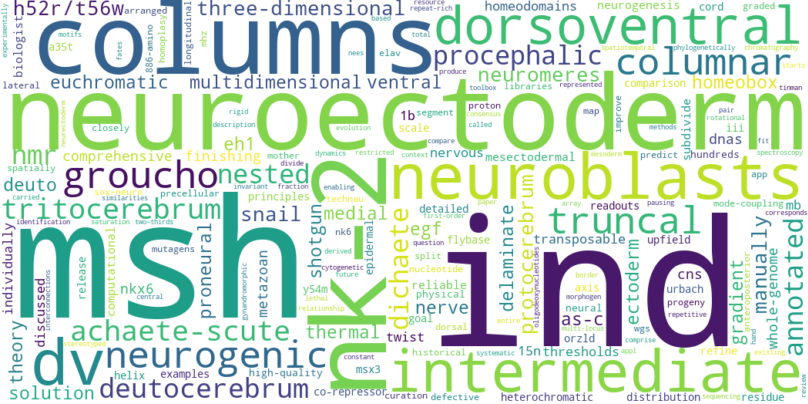 h52r/t56w
arranged
three-dimensional
homeodomains
neurogenesis
cord
graded
resource
repeat-rich
experimentally
biologist
motifs
fates
columns
886-amino
homoplasy
longitudinal
mhz
based
nees
total
elav
a35t
dorsoventral
procephalic
columnar
spatiotemporal
phylogenetically
chromatography
starts
tinman
lateral
euchromatic
multidimensional
ventral
produce
neuromeres
comparison
homeobox
neuroectoderm
toolbox
libraries
represented
proton
consensus
called
map
improve
subdivide
pair
rotational
methods
dnas
iii
hundreds
fit
neurectoderm
closely
rigid
description
evolution
1b
scale
segment
compare
nmr
comprehensive
finishing
eh1
mother
divide
dynamics
restricted
context
nervous
mesectodermal
mesoderm
predict
app
spectroscopy
spatially
groucho
nested
nk-2
neuroblasts
deuto
carried
sox-neuro
similarities
precellular
invariant
fraction
principles
enabling
technau
medial
paper
array
readouts
pausing
mode-coupling
mb
corresponds
tritocerebrum
identification
saturation
two-thirds
snail
shotgun
nk6
derived
egf
first-order
detailed
question
dichaete
flybase
split
nucleotide
delaminate
protocerebrum
oligodeoxynucleotides
truncal
transposable
upfield
individually
msh
release
computational
mutagens
proneural
metazoan
epidermal
cytogenetic
future
y54m
lethal
relationship
reliable
physical
goal
nerve
dorsal
ind
border
axis
morphogen
neural
multi-locus
ectoderm
cns
urbach
progeny
repetitive
wgs
comprise
gradient
anteroposterior
whole-genome
manually
annotated
discussed
interconnections
nkx6
central
gynandromorphic
achaete-scute
thermal
twist
as-c
orzld
entire
theory
dv
stereotyped
neurogenic
constant
msx3
historical
systematic
15n
thresholds
appl
refine
hand
existing
intermediate
solution
helix
examples
high-quality
deutocerebrum
co-repressor
curation
defective
heterochromatic
distribution
sequencing
residue
review